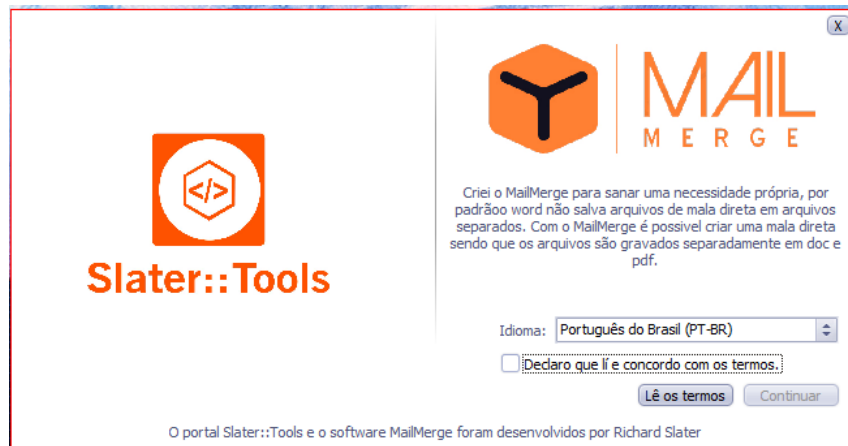 X
</>
Slater::Tools
MAIL
MERGE
Criei o MailMerge para sanar uma necessidade própria, por
padrãoo word não salva arquivos de mala direta em arquivos
separados. Com o MailMerge é possivel criar uma mala direta
sendo que os arquivos são gravados separadamente em doc e
pdf.
Idioma: Português do Brasil (PT-BR)
Declaro que lí e concordo com os termos.
Lê os termos Continuar
O portal Slater::Tools e o software MailMerge foram desenvolvidos por Richard Slater